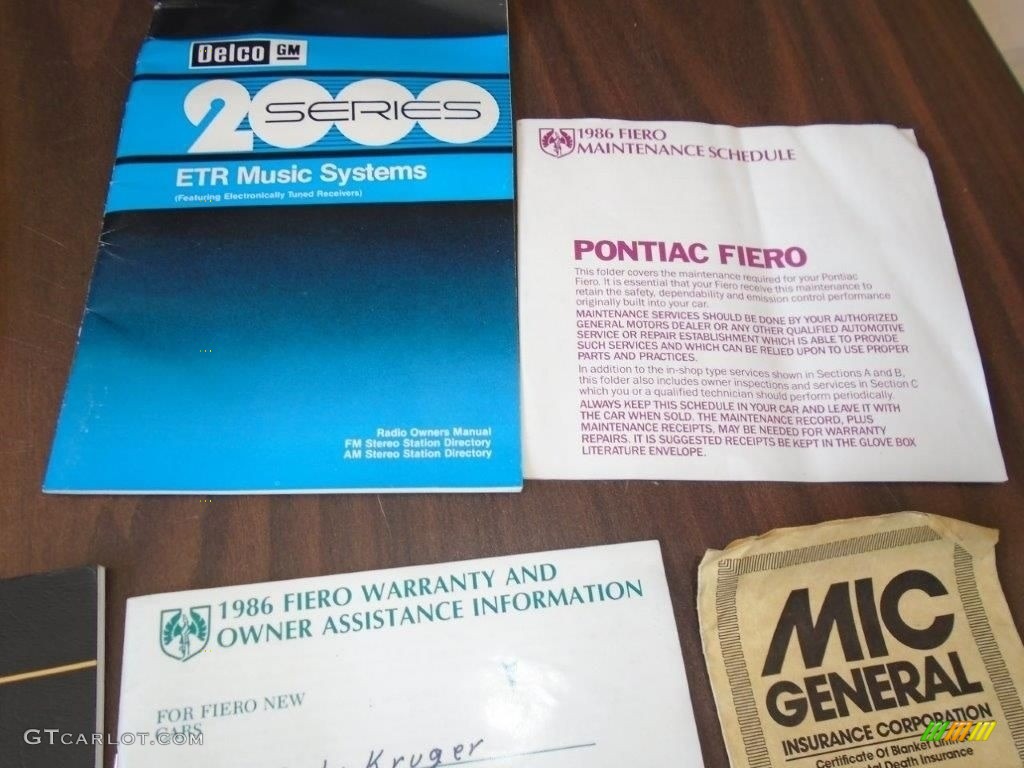 Delco GM
2000 SERIES
ETR Music Systems
(Featuring Electronically Tuned Receivers)
Radio Owners Manual
FM Stereo Station Directory
AM Stereo Station Directory
1986 FIERO
MAINTENANCE SCHEDULE
PONTIAC FIERO
This folder covers the maintenance required for your Pontiac
Fiero. It is essential that your Fiero receive this maintenance to
retain the safety, dependability and emission control performance
originally built into your car.
MAINTENANCE SERVICES SHOULD BE DONE BY YOUR AUTHORIZED
GENERAL MOTORS DEALER OR ANY OTHER QUALIFIED AUTOMOTIVE
SERVICE OR REPAIR ESTABLISHMENT WHICH IS ABLE TO PROVIDE
SUCH SERVICES AND WHICH CAN BE RELIED UPON TO USE PROPER
PARTS AND PRACTICES.
In addition to the in-shop type services shown in Sections A and B,
this folder also includes owner inspections and services in Section C
which you or a qualified technician should perform periodically.
ALWAYS KEEP THIS SCHEDULE IN YOUR CAR AND LEAVE IT WITH
THE CAR WHEN SOLD. THE MAINTENANCE RECORD, PLUS
MAINTENANCE RECEIPTS, MAY BE NEEDED FOR WARRANTY
REPAIRS. IT IS SUGGESTED RECEIPTS BE KEPT IN THE GLOVE BOX
LITERATURE ENVELOPE.
1986 FIERO WARRANTY AND
OWNER ASSISTANCE INFORMATION
FOR FIERO NEW
CARS
Kruger
MIC
GENERAL
INSURANCE CORPORATION
Certificate Of Blanket
Death Insurance
GTCARLOT.COM